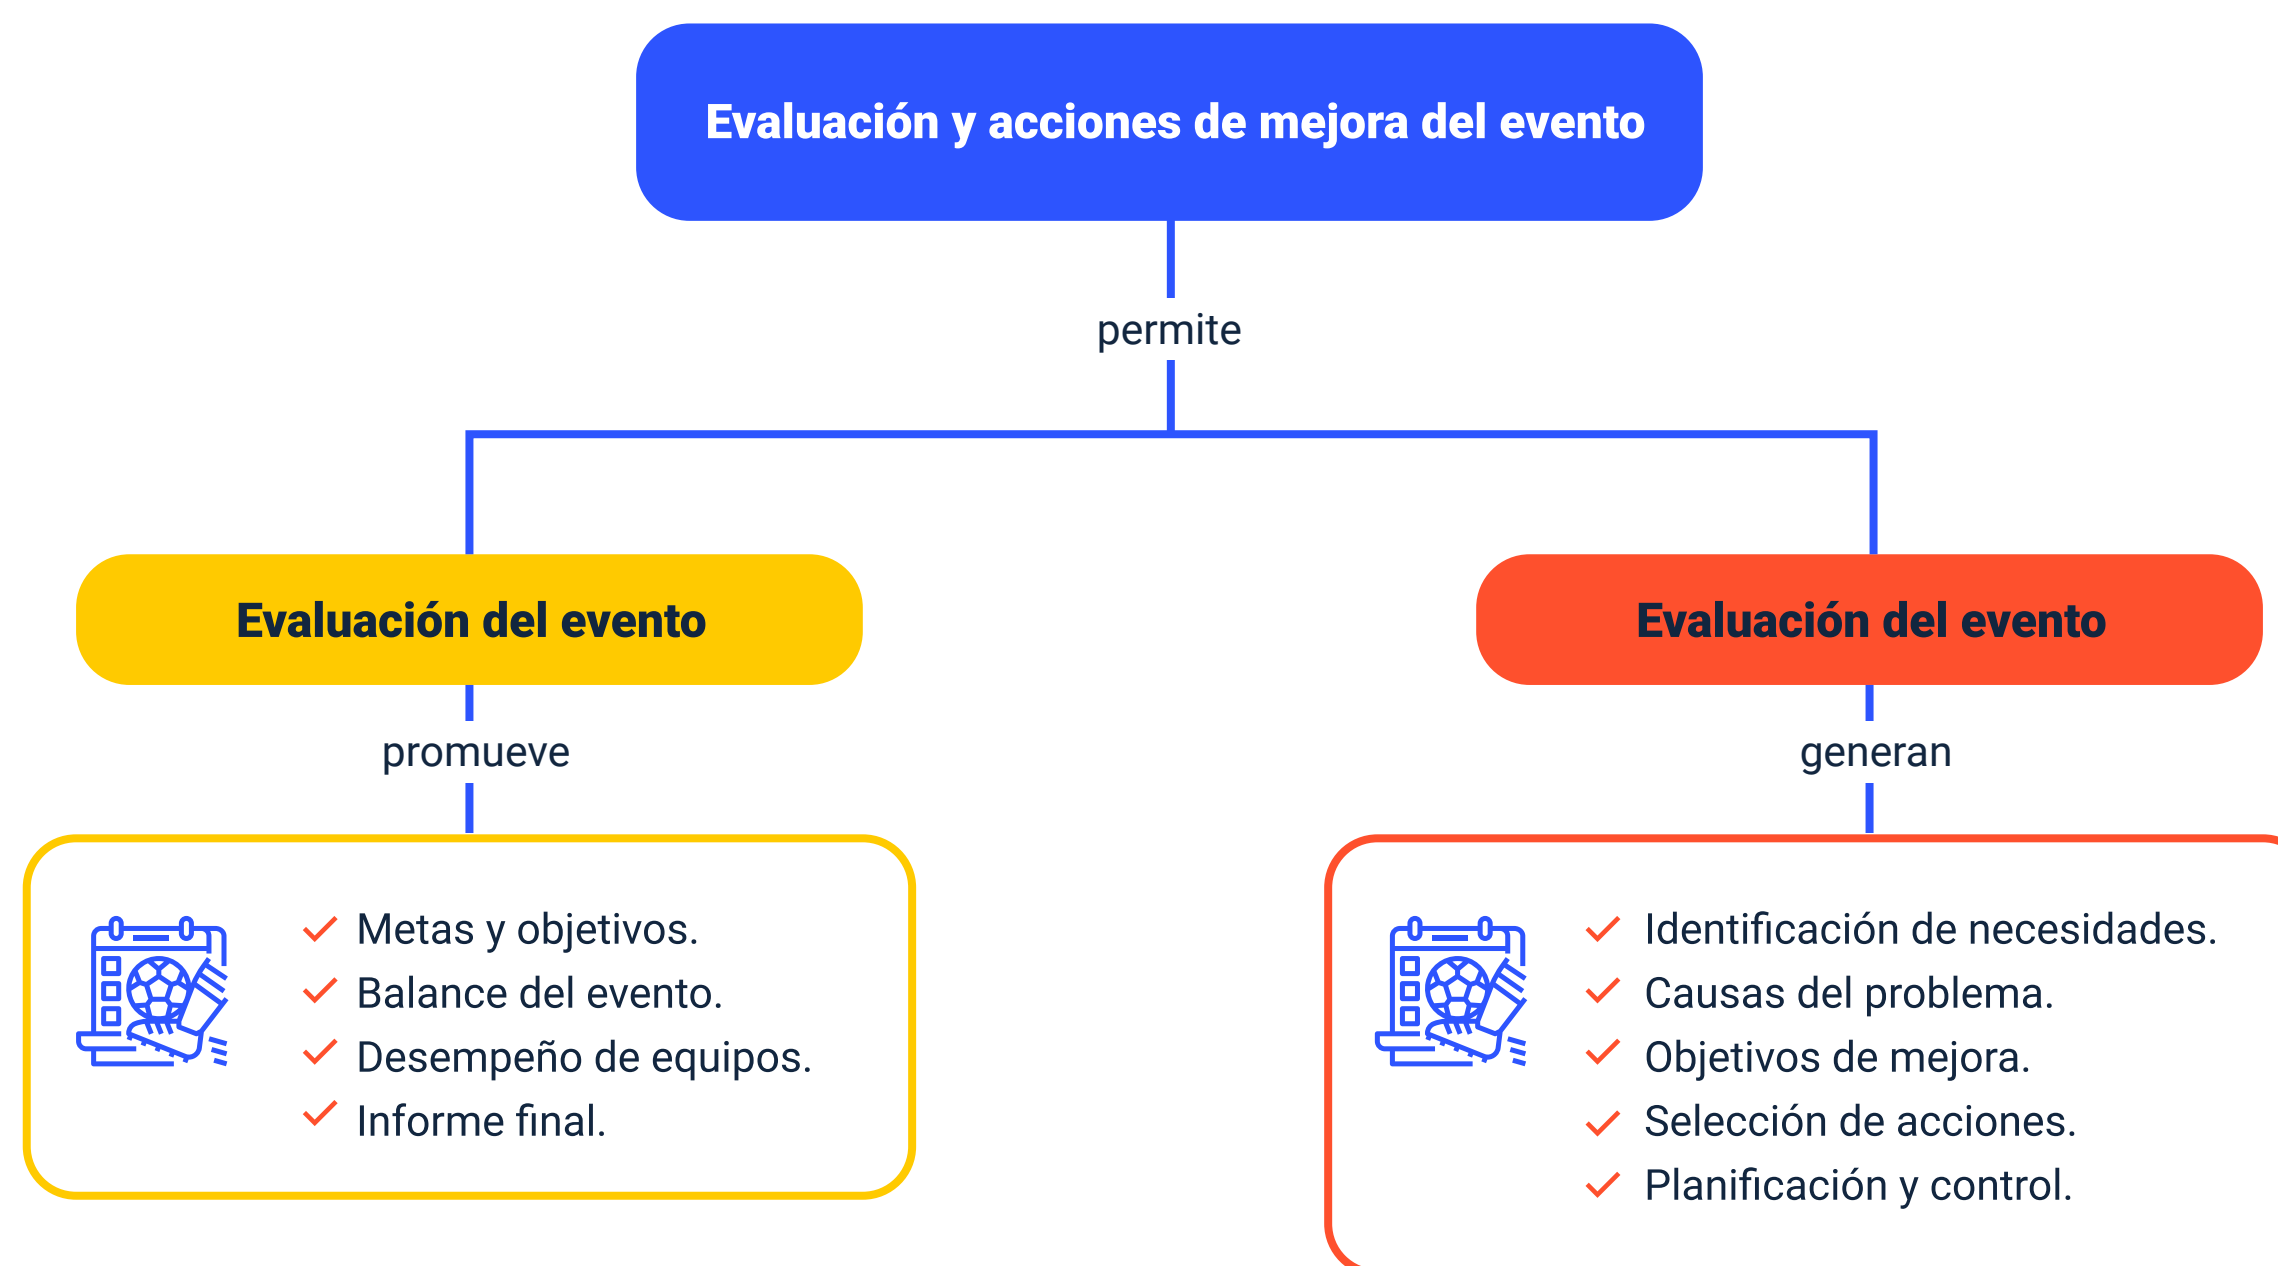 Evaluación y acciones de mejora del evento
permite
Evaluación del evento
promueve
Metas y objetivos.
Balance del evento.
Desempeño de equipos.
Informe final.
Evaluación del evento
generan
Identificación de necesidades.
Causas del problema.
Objetivos de mejora.
Selección de acciones.
Planificación y control.